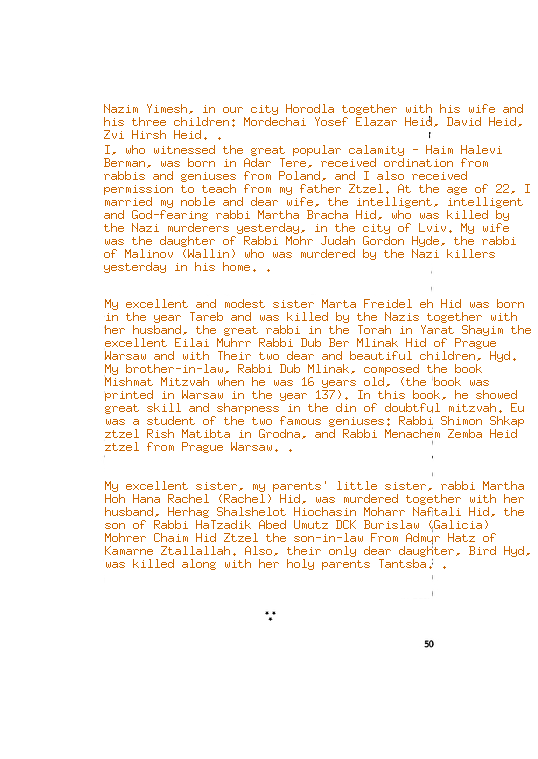 Nazim Yimesh, in our city Horodla together with his wife and
his three children: Mordechai Yosef Elazar Heid, David Heid,
Zvi Hirsh Heid. .
I, who witnessed the great popular calamity - Haim Halevi
Berman, was born in Adar Tere, received ordination from
rabbis and geniuses from Poland, and I also received
permission to teach from my father Ztzel. At the age of 22, I
married my noble and dear wife, the intelligent, intelligent
and God-fearing rabbi Martha Bracha Hid, who was killed by
the Nazi murderers yesterday, in the city of Lviv. My wife
was the daughter of Rabbi Mohr Judah Gordon Hyde, the rabbi
of Malinov (Wallin) who was murdered by the Nazi killers
yesterday in his home. .
My excellent and modest sister Marta Freidel eh Hid was born
in the year Tareb and was killed by the Nazis together with
her husband, the great rabbi in the Torah in Yarat Shayim the
excellent Eilai Muhrr Rabbi Dub Ber Mlinak Hid of Prague
Warsaw and with Their two dear and beautiful children, Hyd.
My brother-in-law, Rabbi Dub Mlinak, composed the book
Mishmat Mitzvah when he was 16 years old, (the book was
printed in Warsaw in the year 137). In this book, he showed
great skill and sharpness in the din of doubtful mitzvah. Eu
was a student of the two famous geniuses: Rabbi Shimon Shkap
ztzel Rish Matibta in Grodna, and Rabbi Menachem Zemba Heid
ztzel from Prague Warsaw. .
My excellent sister, my parents' little sister, rabbi Martha
Hoh Hana Rachel (Rachel) Hid, was murdered together with her
husband, Herhag Shalshelot Hiochasin Moharr Naftali Hid, the
son of Rabbi HaTzadik Abed Umutz DCK Burislaw (Galicia)
Mohrer Chaim Hid Ztzel the son-in-law From Admyr Hatz of
Kamarne Ztallallah. Also, their only dear daughter, Bird Hyd,
was killed along with her holy parents Tantsba. .
50